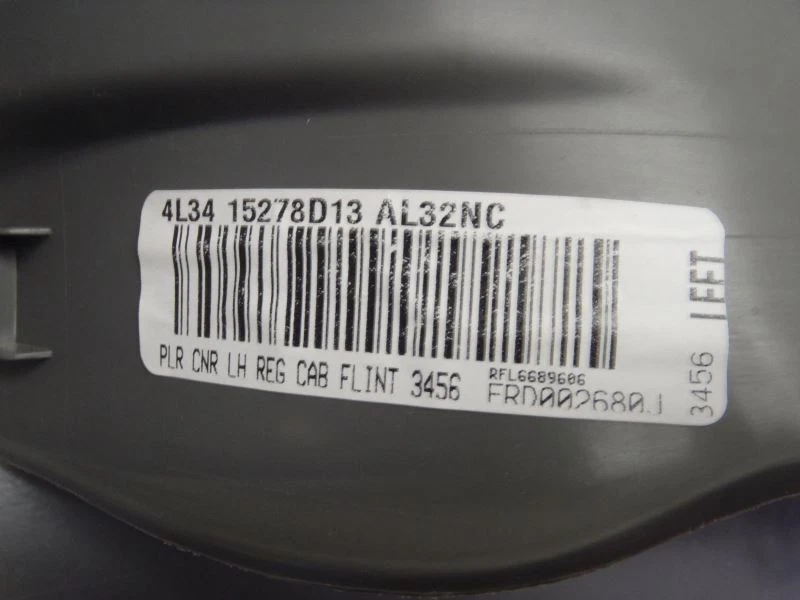 4L34 15278D13 AL32NC
PLR CNR LH REG CAB FLINT 3456
RFL6689606
FRD002680J
LEFT
3456